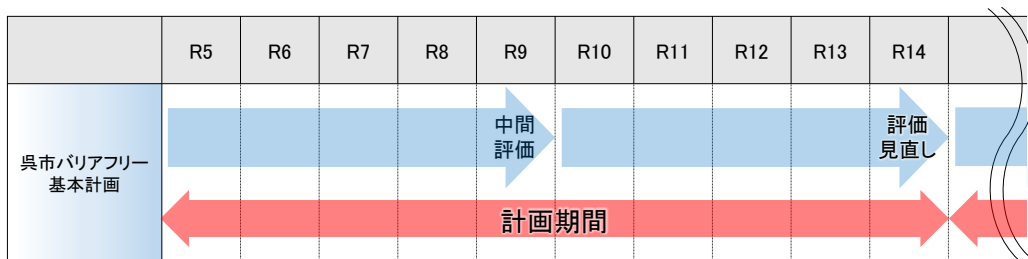 R5 R6 R7 R8 R9 R10 R11 R12 R13 R14
呉市バリアフリー
基本計画
中間
評価
評価
見直し
計画期間